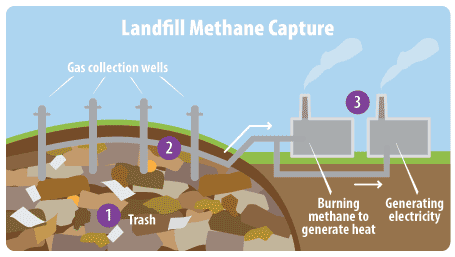 Landfill Methane Capture
Gas collection wells
3
2
1
Trash
Burning
methane to
generate heat
Generating
electricity